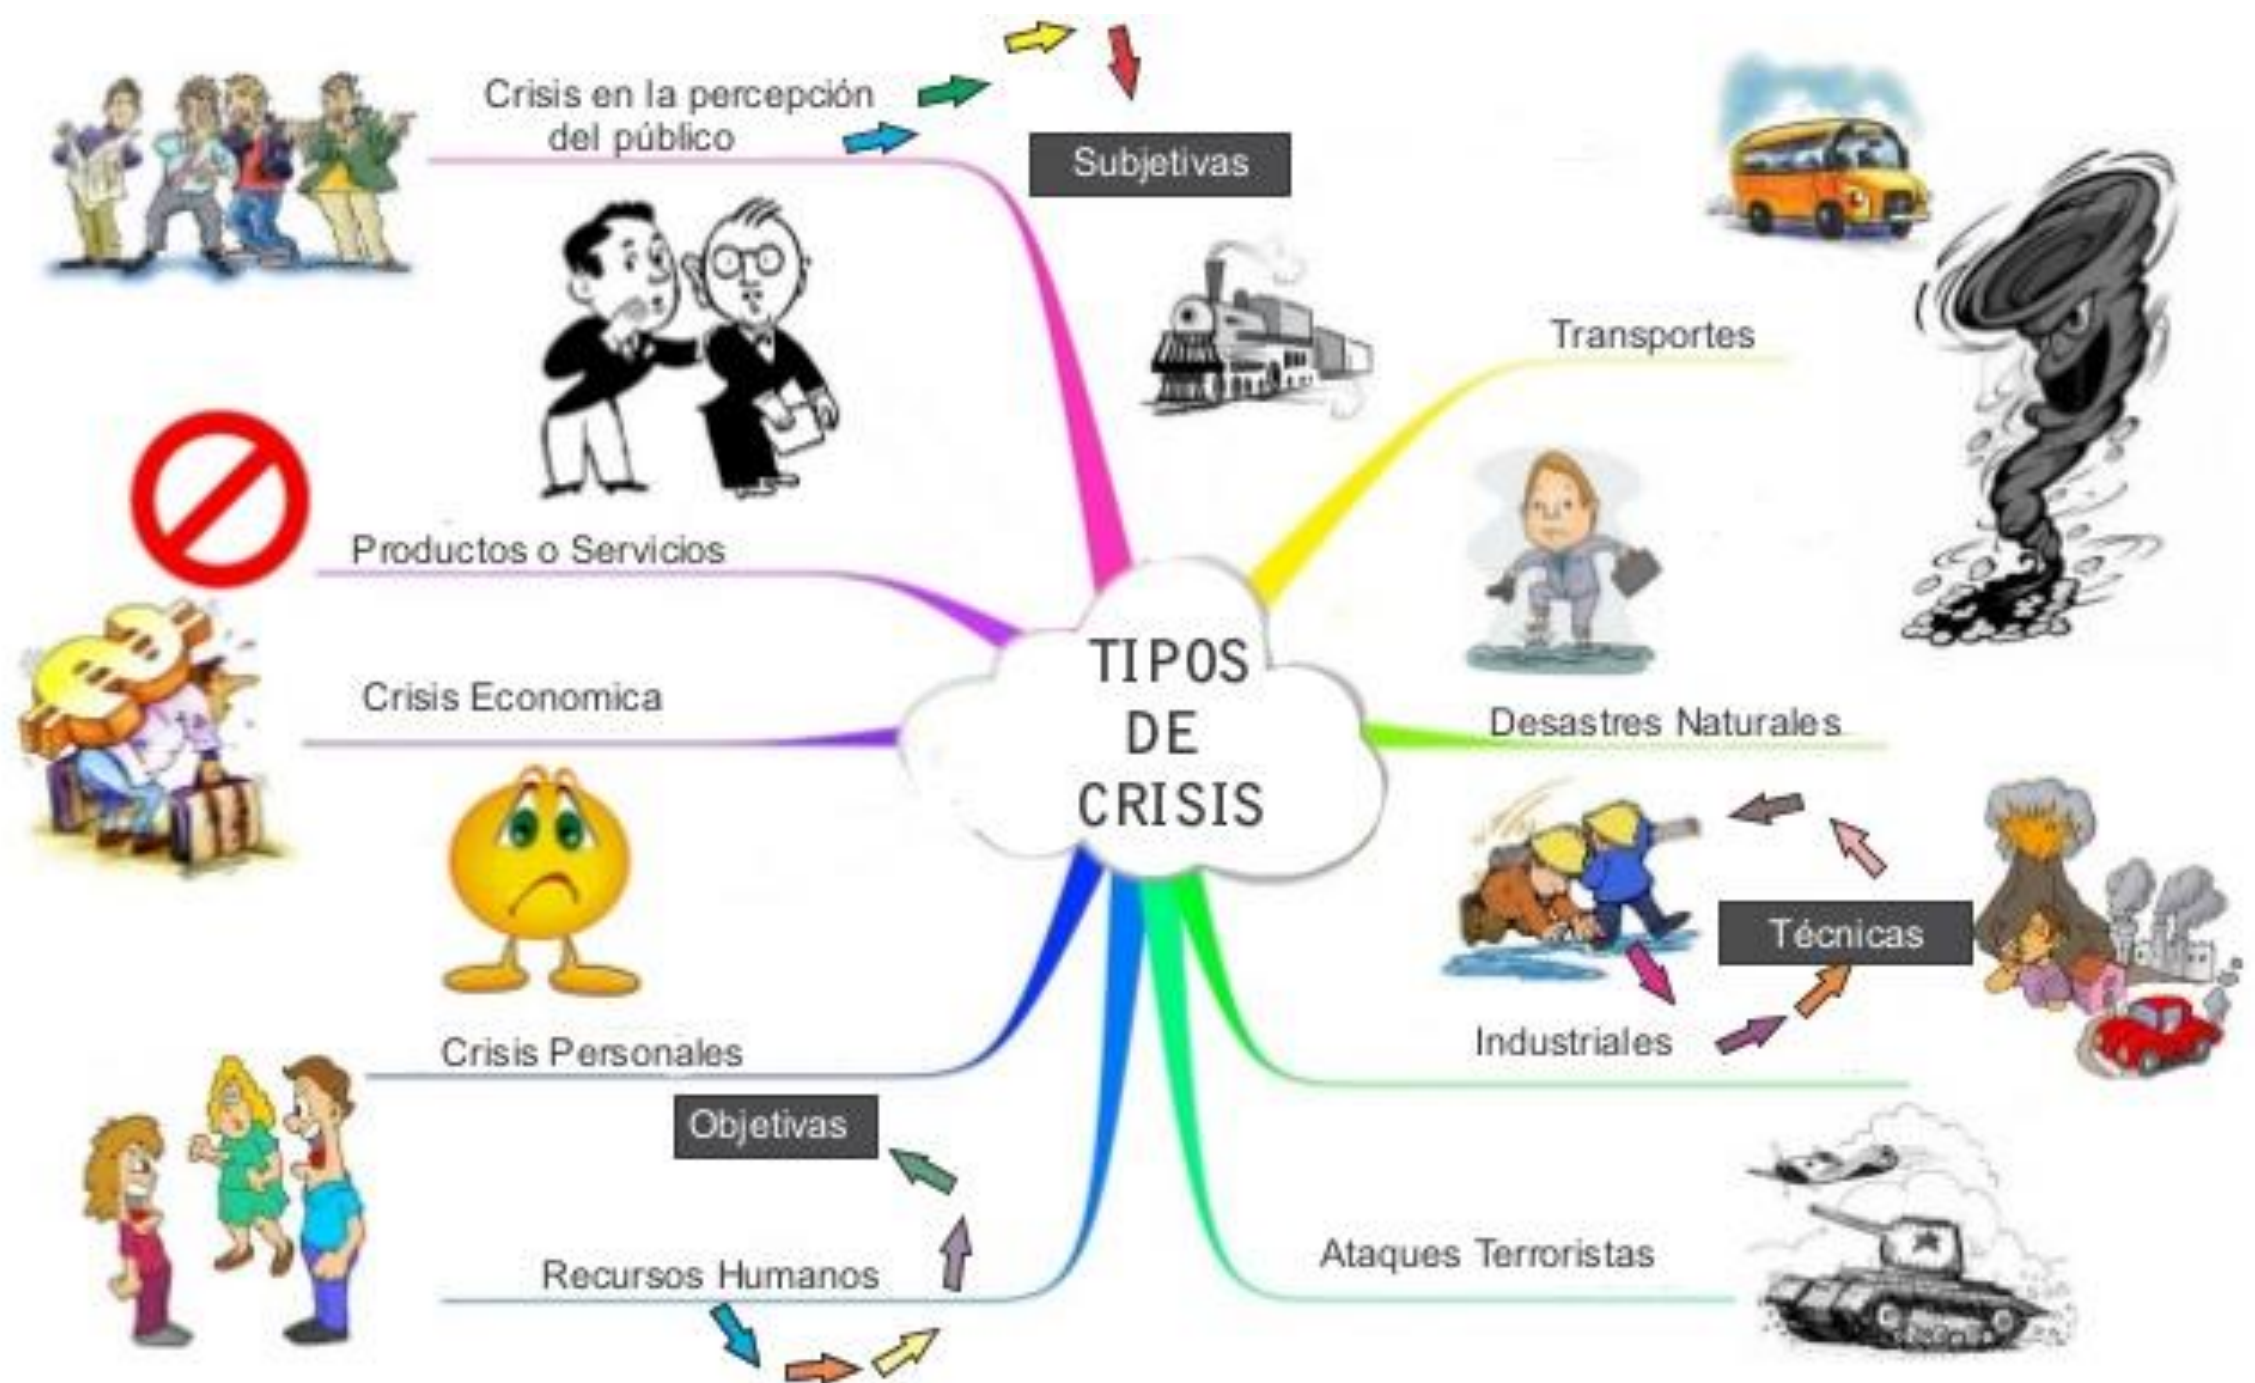 Crisis en la percepción
del público
Subjetivas
Transportes
Productos o Servicios
TIPOS
DE
CRISIS
Crisis Economica
Desastres Naturales
Técnicas
Industriales
Crisis Personales
Objetivas
Recursos Humanos
Ataques Terroristas